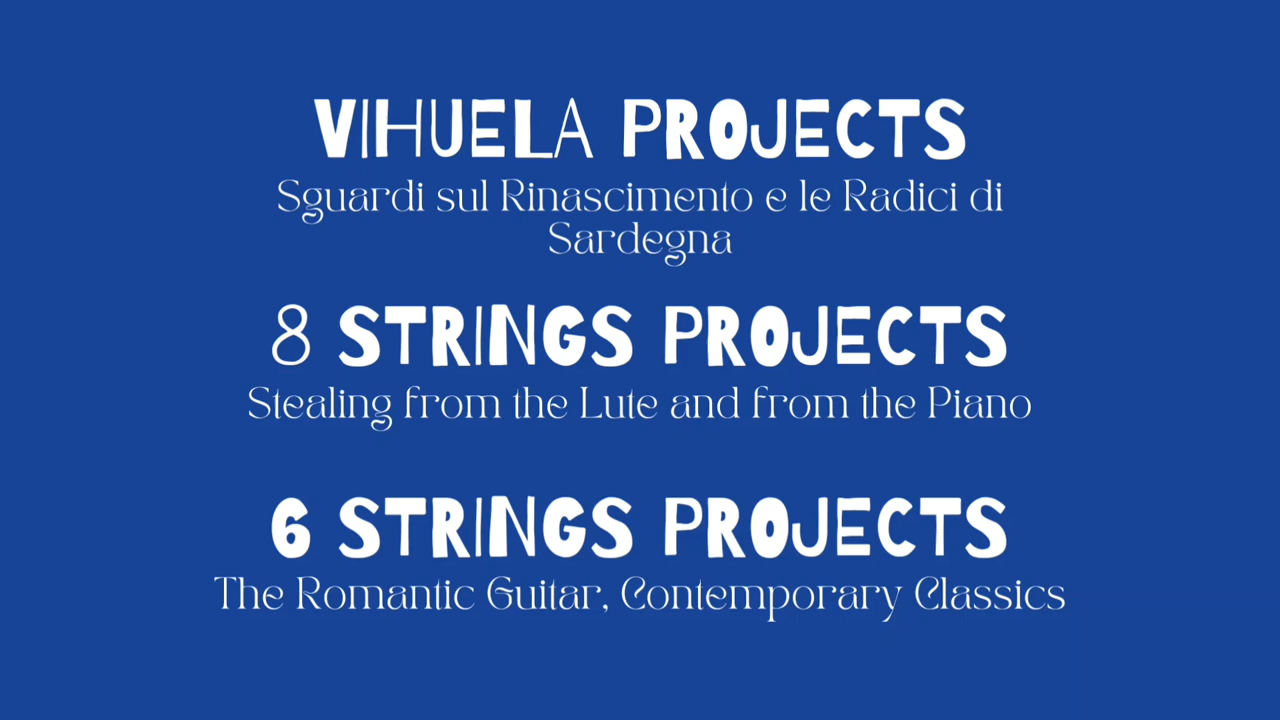 VIHUELA PROJECTS
Sguardi sul Rinascimento e le Radici di
Sardegna
8 STRINGS PROJECTS
Stealing from the Lute and from the Piano
6 STRINGS PROJECTS
The Romantic Guitar, Contemporary Classics